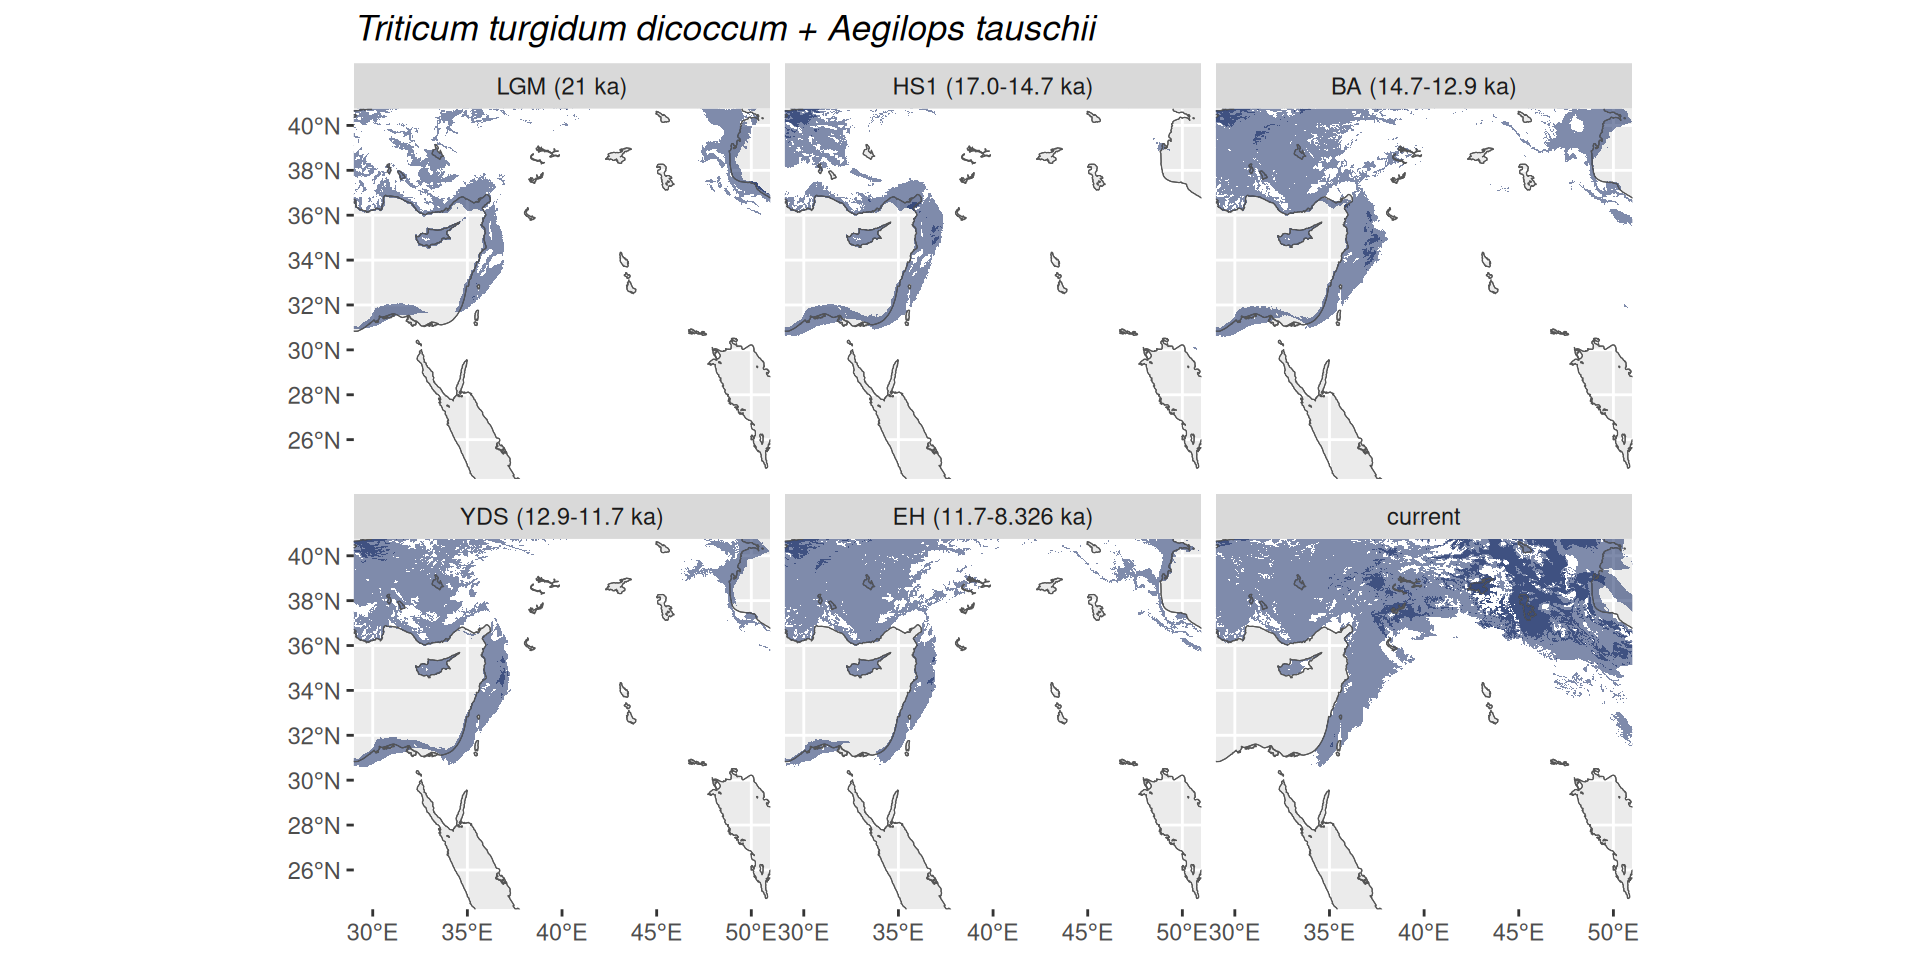 Triticum turgidum dicoccum + Aegilops tauschii
LGM (21 ka)
HS1 (17.0-14.7 ka)
BA (14.7-12.9 ka)
40°N
38°N
36°N
34°N
32°N
30°N
28°N
26°N
YDS (12.9-11.7 ka)
EH (11.7-8.326 ka)
current
40°N
38°N
36°N
34°N
32°N
30°N
28°N
26°N
30°E 35°E 40°E 45°E 50°E 30°E 35°E 40°E 45°E 50°E 30°E 35°E 40°E 45°E 50°E